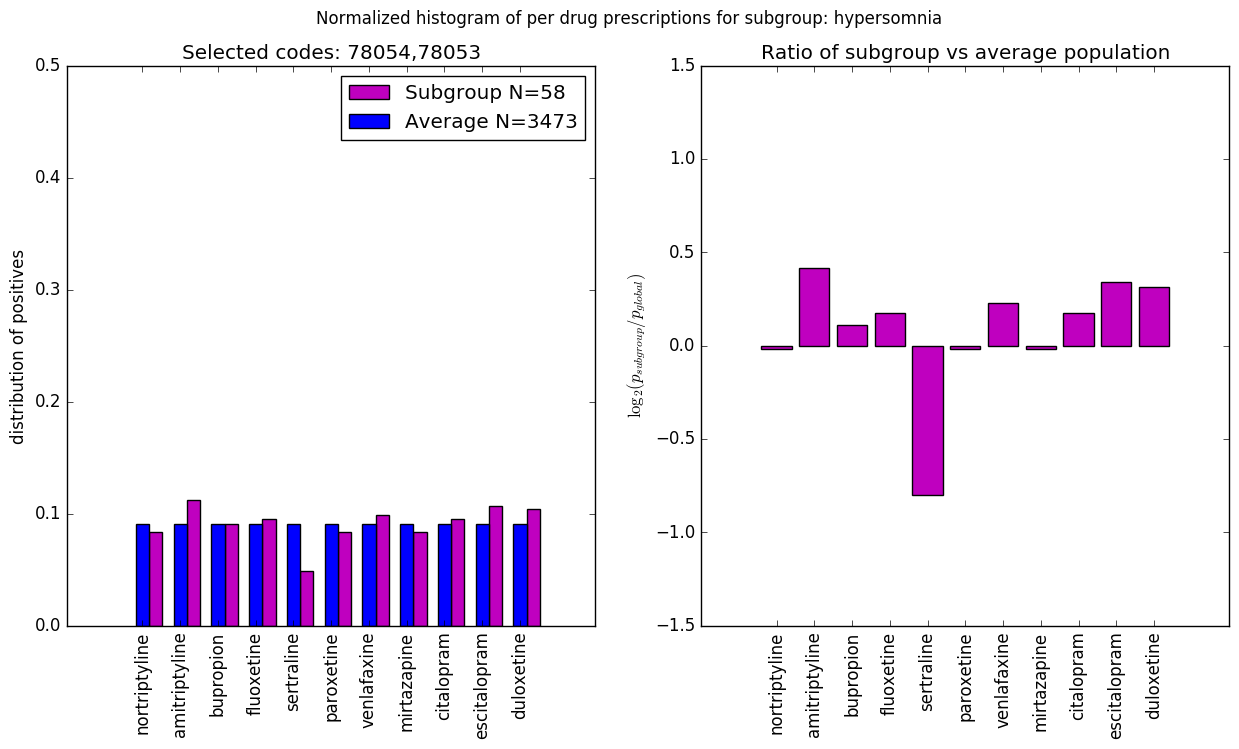 Normalized histogram of per drug prescriptions for subgroup: hypersomnia
Selected codes: 78054,78053
0.5
0.4
0.3
0.2
0.1
0.0
distribution of positives
Subgroup N=58
Average N=3473
nortriptyline
amitriptyline
bupropion
fluoxetine
sertraline
paroxetine
venlafaxine
mirtazapine
citalopram
escitalopram
duloxetine
Ratio of subgroup vs average population
1.5
1.0
0.5
0.0
−0.5
−1.0
−1.5
log₂(p_subgroup/p_global)
nortriptyline
amitriptyline
bupropion
fluoxetine
sertraline
paroxetine
venlafaxine
mirtazapine
citalopram
escitalopram
duloxetine